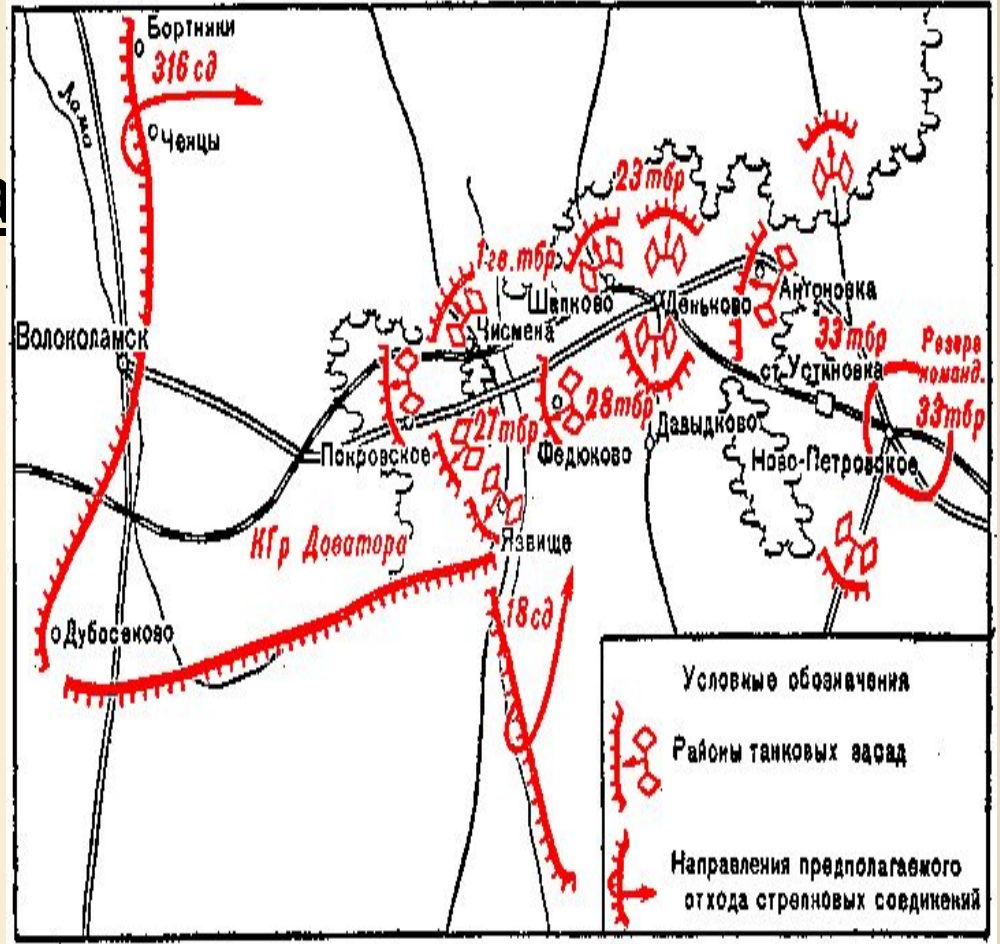 Бортники
316 сд
Лама
Ченцы
23 тбр
1 гв. тбр
Шапково
Деньково
Антоновка
Волоколамск
Чисмена
33 тбр
Резерв
команд.
33 тбр
ст. Устиновка
28 тбр
27 тбр
Давыдково
Покровское
Федюково
Ново-Петровское
КГр Доватора
Язвище
18 сд
Дубосеково
Условные обозначения
Районы танковых засад
Направления предполагаемого
отхода стрелковых соединений